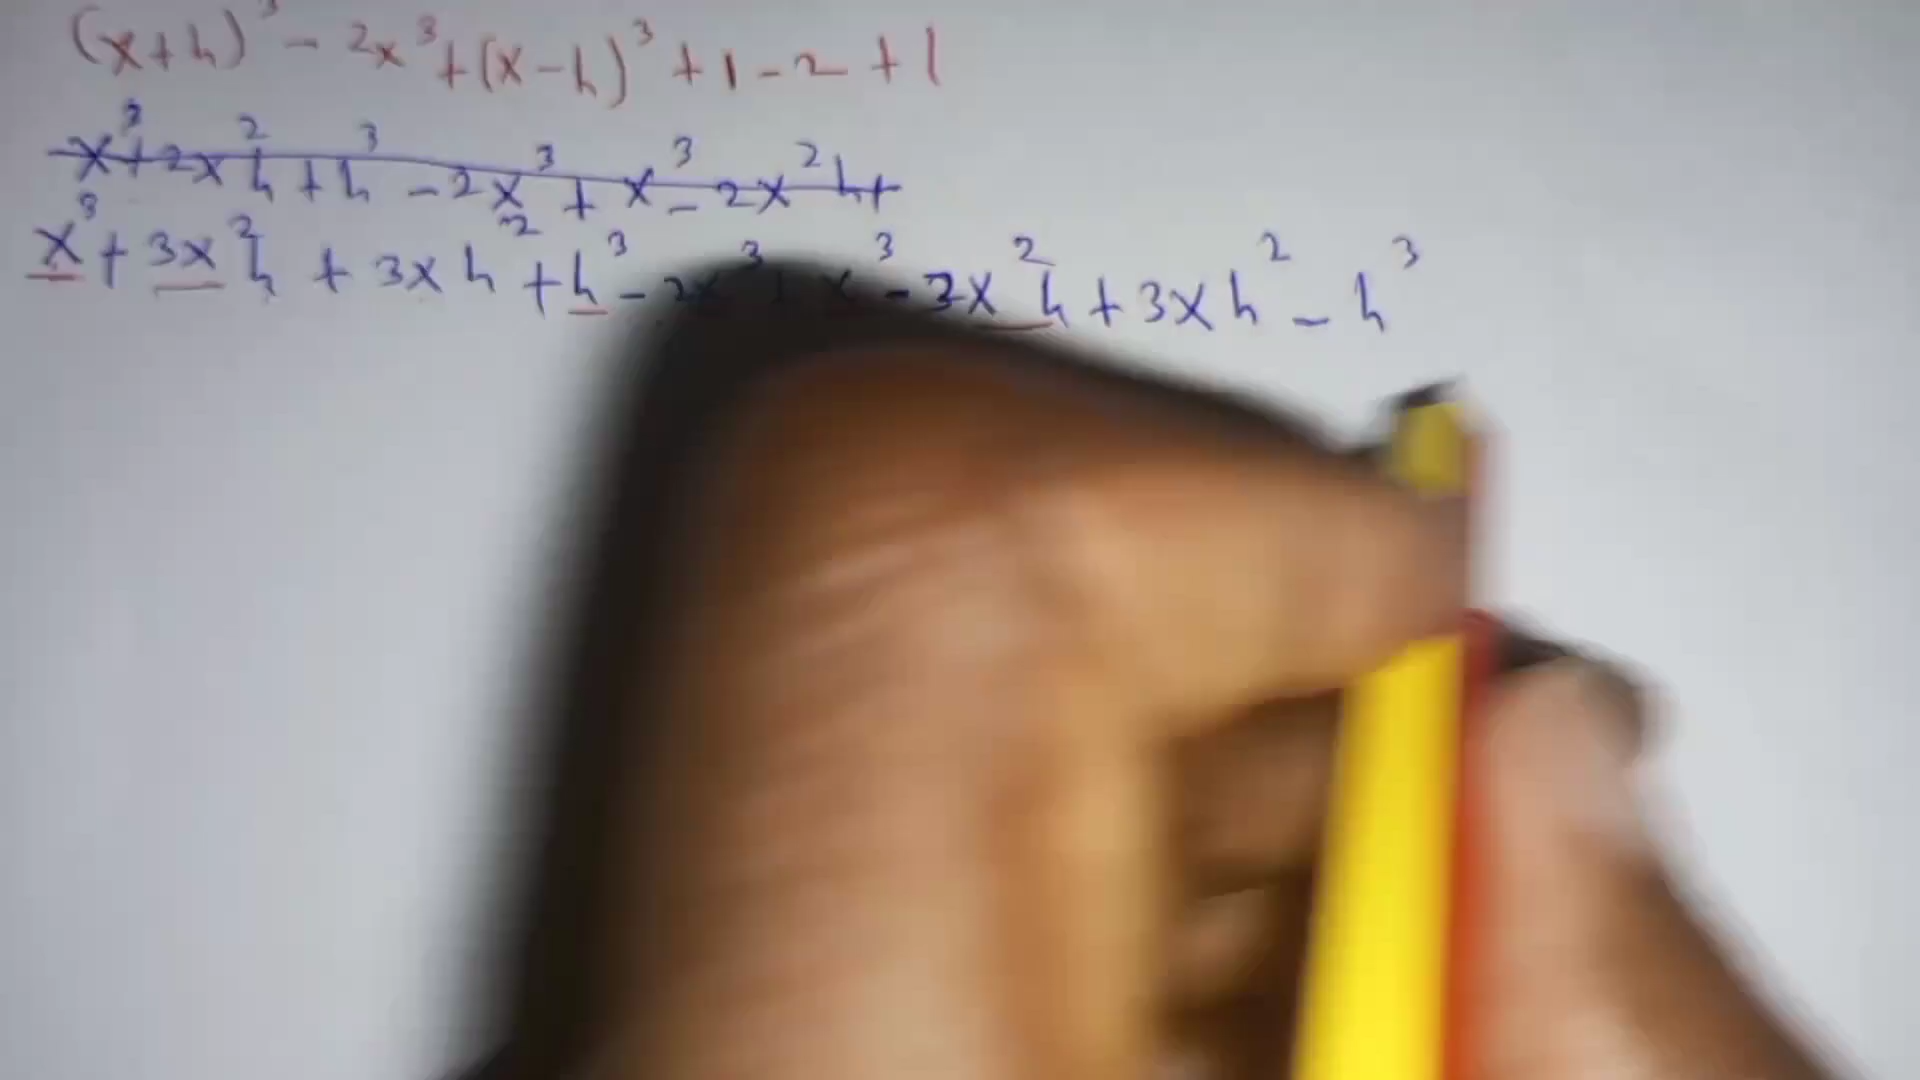 (x+h)³ - 2x³ + (x-h)³ + 1 - 2 + 1
x³ + 2x²h + h³ - 2x³ + x³ - 2x²h +
x³ + 3x²h + 3xh² + h³ - 2x³ + x³ - 3x²h + 3xh² - h³